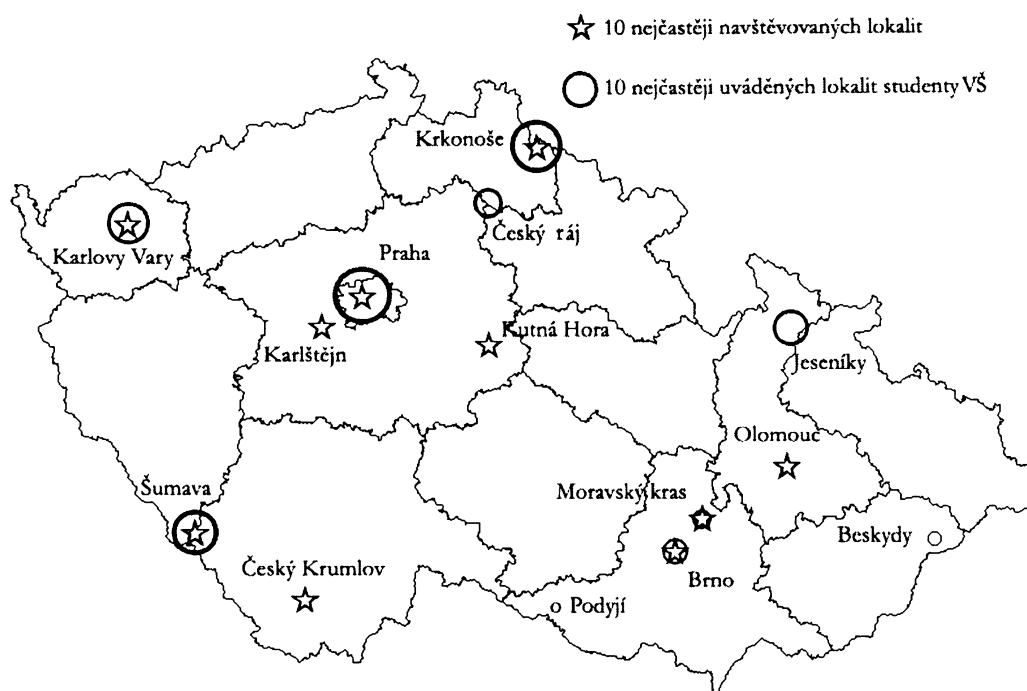 10 nejčastěji navštěvovaných lokalit
10 nejčastěji uváděných lokalit studenty VŠ
Krkonoše
Český ráj
Karlovy Vary
Praha
Kutná Hora
Karlštějn
Jeseníky
Olomouc
Šumava
Moravský kras
Beskydy
Český Krumlov
Brno
o Podyjí